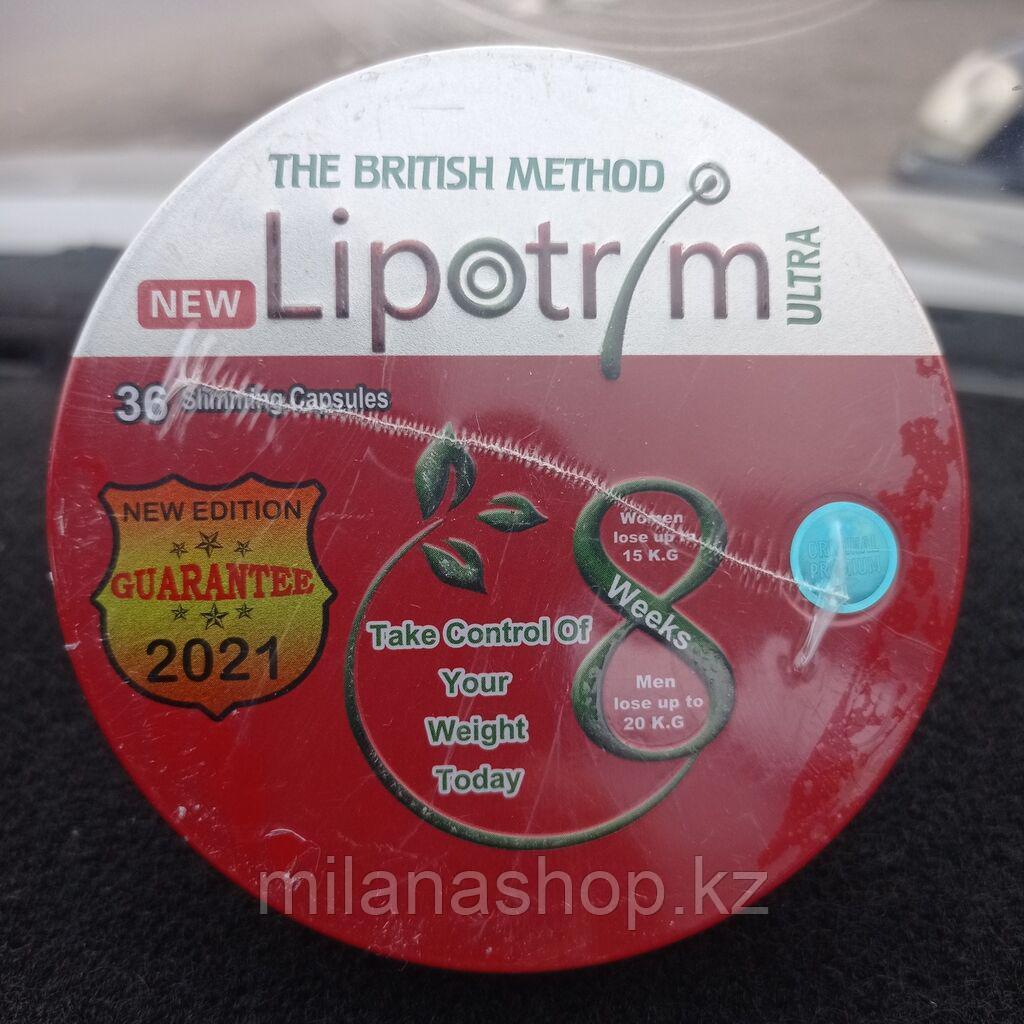 THE BRITISH METHOD
NEW Lipotrim ULTRA
36 Slimming Capsules
NEW EDITION
GUARANTEE
2021
Women
lose up to
15 K.G
8
Weeks
Men
lose up to
20 K.G
Take Control Of
Your
Weight
Today
ORIGINAL
PREMIUM
milanashop.kz